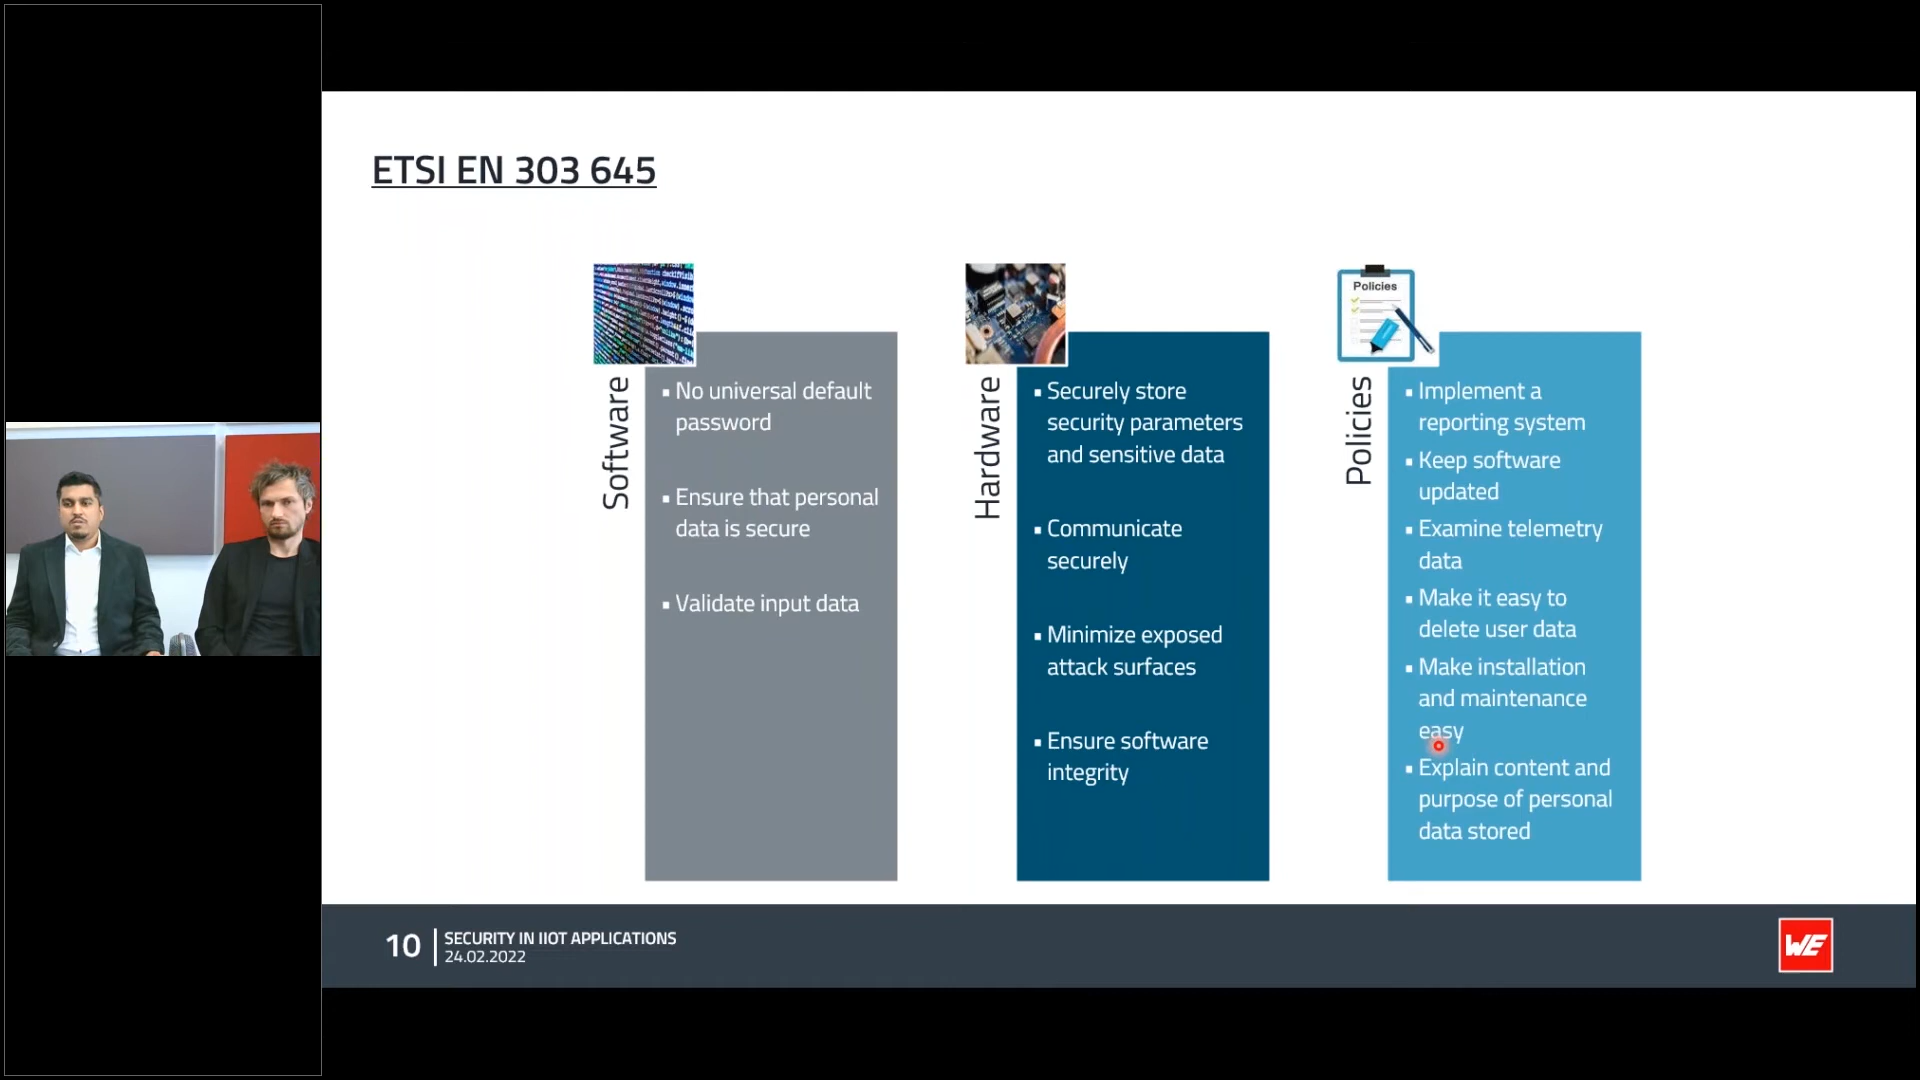 ETSI EN 303 645
Software
▪ No universal default
password
▪ Ensure that personal
data is secure
▪ Validate input data
Hardware
▪ Securely store
security parameters
and sensitive data
▪ Communicate
securely
▪ Minimize exposed
attack surfaces
▪ Ensure software
integrity
Policies
Policies
▪ Implement a
reporting system
▪ Keep software
updated
▪ Examine telemetry
data
▪ Make it easy to
delete user data
▪ Make installation
and maintenance
easy
▪ Explain content and
purpose of personal
data stored
10
SECURITY IN IIOT APPLICATIONS
24.02.2022
WE